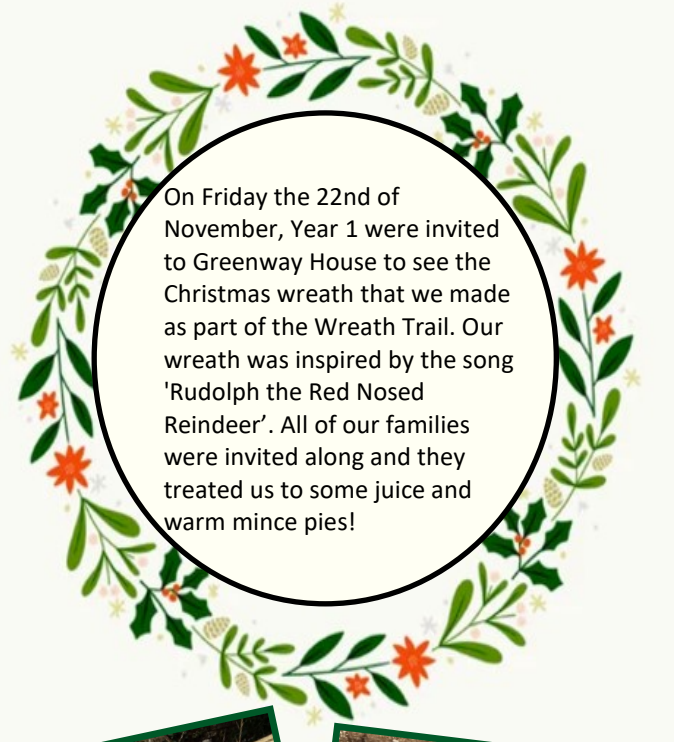 On Friday the 22nd of
November, Year 1 were invited
to Greenway House to see the
Christmas wreath that we made
as part of the Wreath Trail. Our
wreath was inspired by the song
'Rudolph the Red Nosed
Reindeer’. All of our families
were invited along and they
treated us to some juice and
warm mince pies!